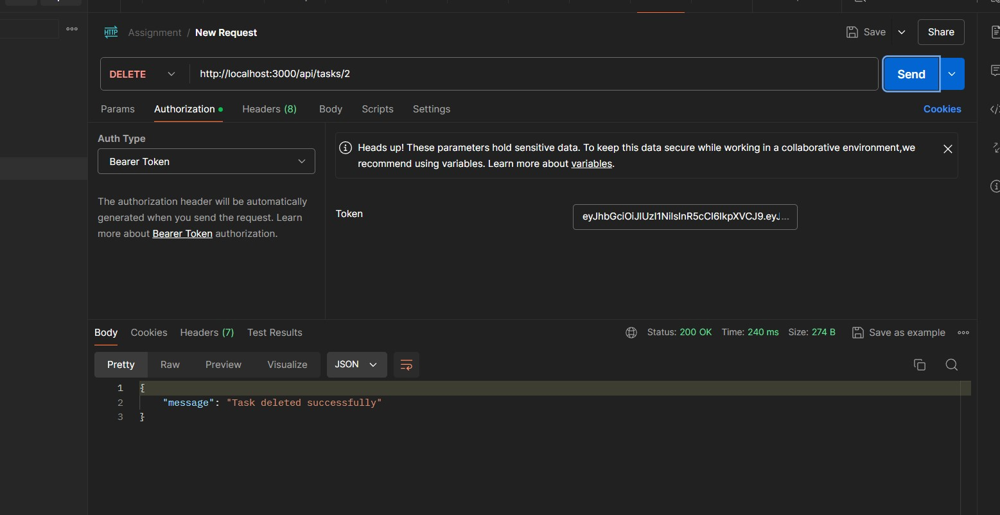 Assignment / New Request
Save
Share
DELETE
http://localhost:3000/api/tasks/2
Send
Params
Authorization
Headers (8)
Body
Scripts
Settings
Cookies
Auth Type
Bearer Token
The authorization header will be automatically
generated when you send the request. Learn
more about Bearer Token authorization.
Heads up! These parameters hold sensitive data. To keep this data secure while working in a collaborative environment,we
recommend using variables. Learn more about variables.
Token
eyJhbGciOiJIUzI1NiIsInR5cCI6IkpXVCJ9.eyJ...
Body
Cookies
Headers (7)
Test Results
Status: 200 OK
Time: 240 ms
Size: 274 B
Save as example
Pretty
Raw
Preview
Visualize
JSON
1 {
2 "message": "Task deleted successfully"
3 }